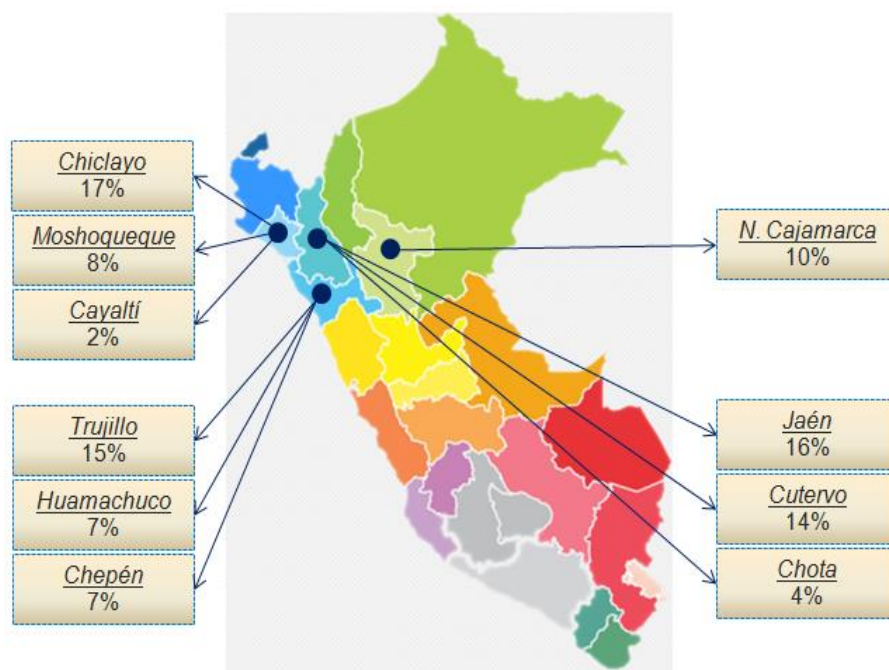 Chiclayo
17%
Moshoqueque
8%
Cayaltí
2%
Trujillo
15%
Huamachuco
7%
Chepén
7%
N. Cajamarca
10%
Jaén
16%
Cutervo
14%
Chota
4%